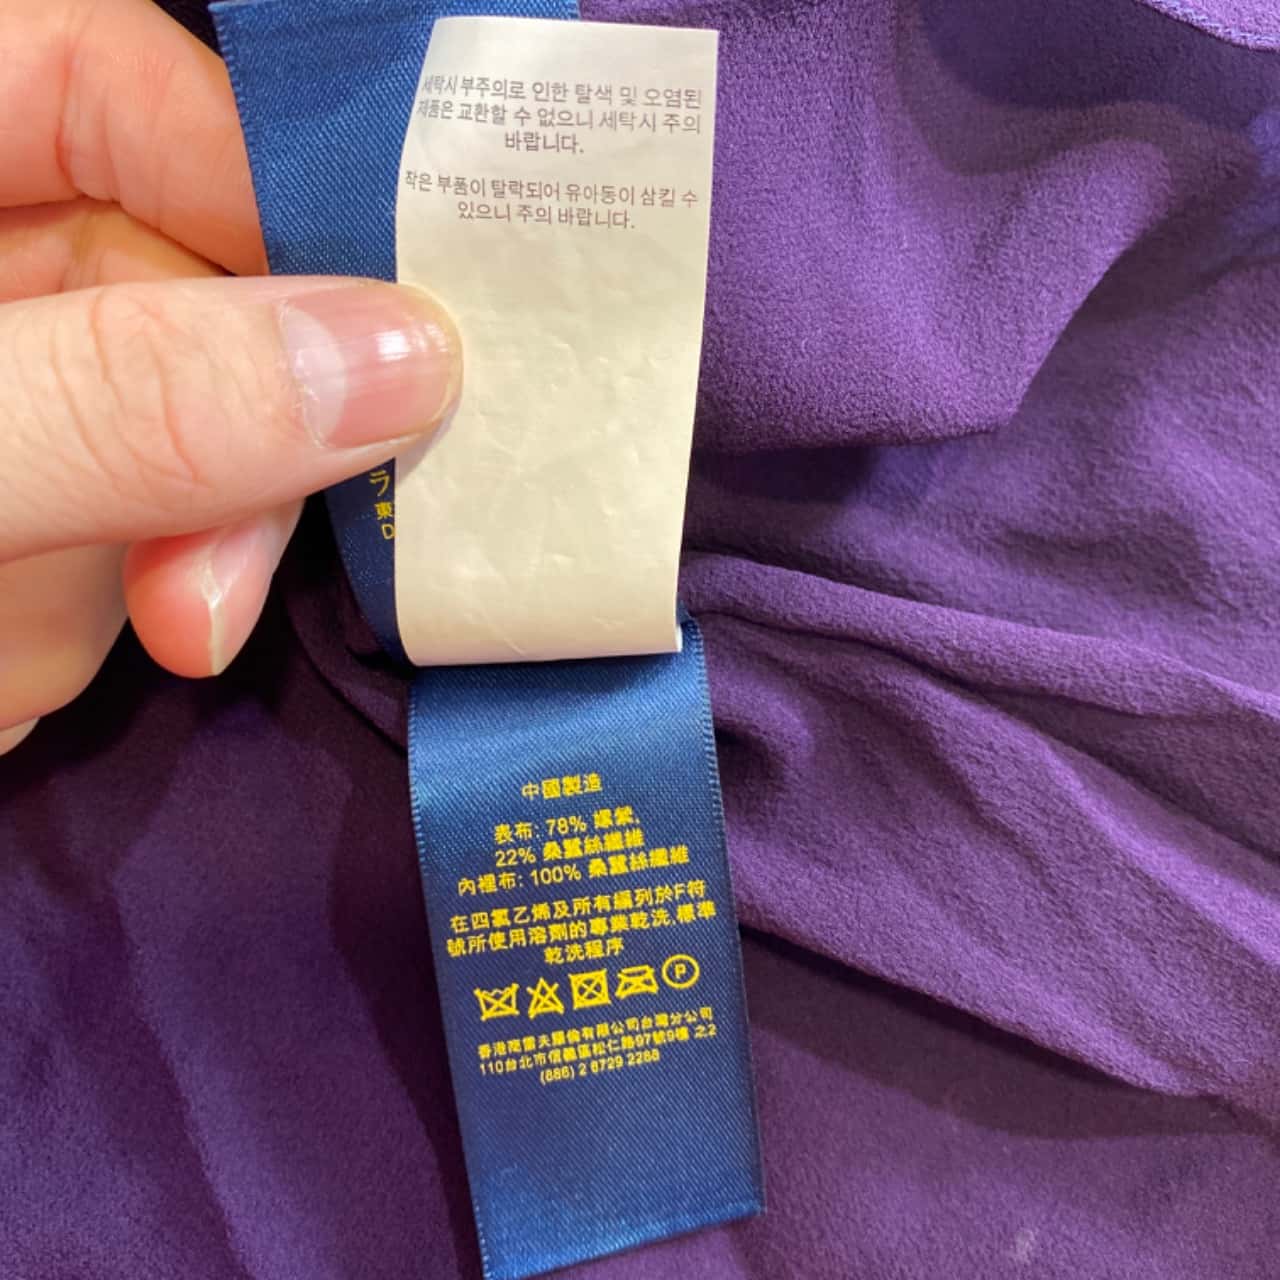 세탁시 부주의로 인한 탈색 및 오염된
제품은 교환할 수 없으니 세탁시 주의
바랍니다.
작은 부품이 탈락되어 유아동이 삼킬 수
있으니 주의 바랍니다.
ラ
東
D
中國製造
表布: 78% 嫘縈,
22% 桑蠶絲纖維
內裡布: 100% 桑蠶絲纖維
在四氯乙烯及所有編列於F符
號所使用溶劑的專業乾洗,標準
乾洗程序
P
香港商雷夫羅倫有限公司台灣分公司
110台北市信義區松仁路97號9樓 之2
(886) 2 8729 2288